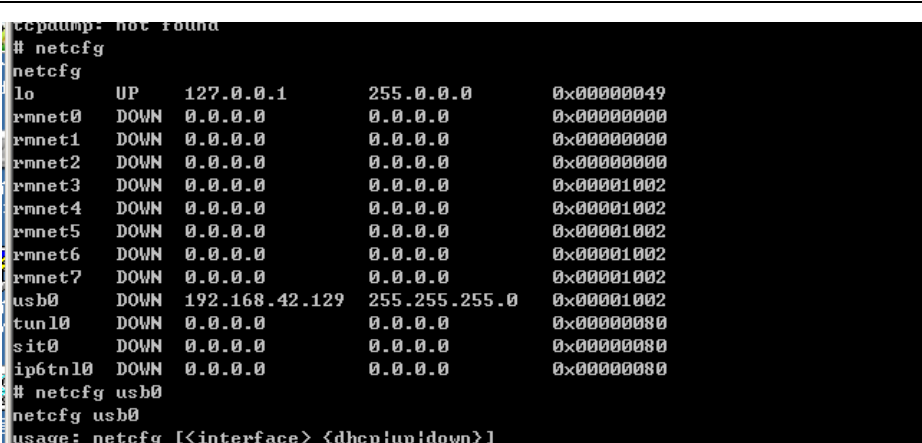 tcpdump: not found
# netcfg
netcfg
lo UP 127.0.0.1 255.0.0.0 0x00000049
rmnet0 DOWN 0.0.0.0 0.0.0.0 0x00000000
rmnet1 DOWN 0.0.0.0 0.0.0.0 0x00000000
rmnet2 DOWN 0.0.0.0 0.0.0.0 0x00000000
rmnet3 DOWN 0.0.0.0 0.0.0.0 0x00001002
rmnet4 DOWN 0.0.0.0 0.0.0.0 0x00001002
rmnet5 DOWN 0.0.0.0 0.0.0.0 0x00001002
rmnet6 DOWN 0.0.0.0 0.0.0.0 0x00001002
rmnet7 DOWN 0.0.0.0 0.0.0.0 0x00001002
usb0 DOWN 192.168.42.129 255.255.255.0 0x00001002
tunl0 DOWN 0.0.0.0 0.0.0.0 0x00000080
sit0 DOWN 0.0.0.0 0.0.0.0 0x00000080
ip6tnl0 DOWN 0.0.0.0 0.0.0.0 0x00000080
# netcfg usb0
netcfg usb0
usage: netcfg [<interface> {dhcp|up|down}]